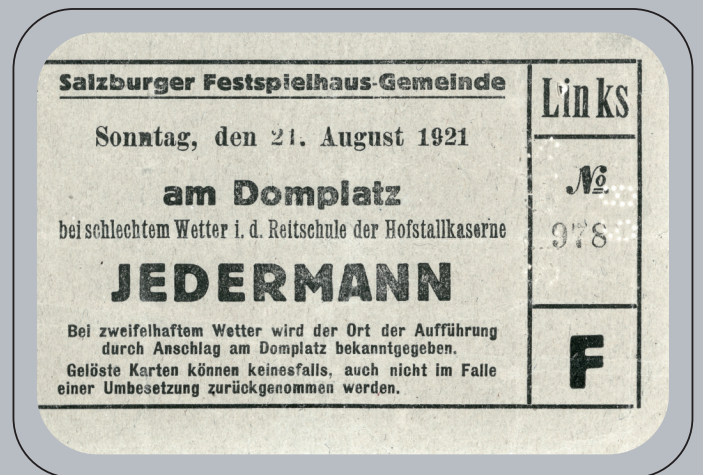 Salzburger Festspielhaus-Gemeinde
Sonntag, den 21. August 1921
am Domplatz
bei schlechtem Wetter i. d. Reitschule der Hofstallkaserne
JEDERMANN
Bei zweifelhaftem Wetter wird der Ort der Aufführung
durch Anschlag am Domplatz bekanntgegeben.
Gelöste Karten können keinesfalls, auch nicht im Falle
einer Umbesetzung zurückgenommen werden.
Links
№
978
F